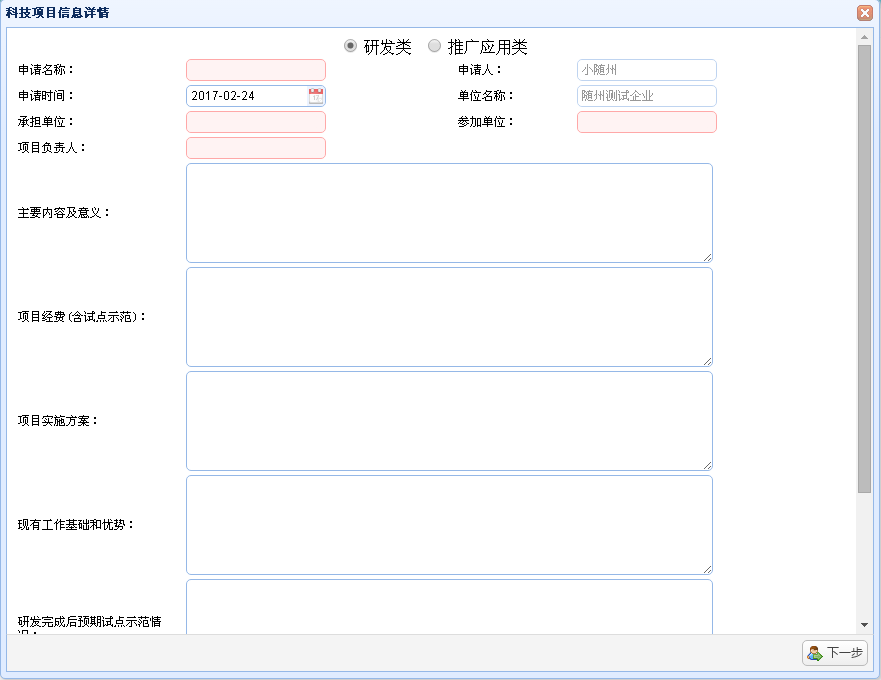 科技项目信息详情
研发类 推广应用类
申请名称： 申请人： 小随州
申请时间： 2017-02-24 单位名称： 随州测试企业
承担单位： 参加单位：
项目负责人：
主要内容及意义：
项目经费(含试点示范)：
项目实施方案：
现有工作基础和优势：
研发完成后预期试点示范情
况：
下一步